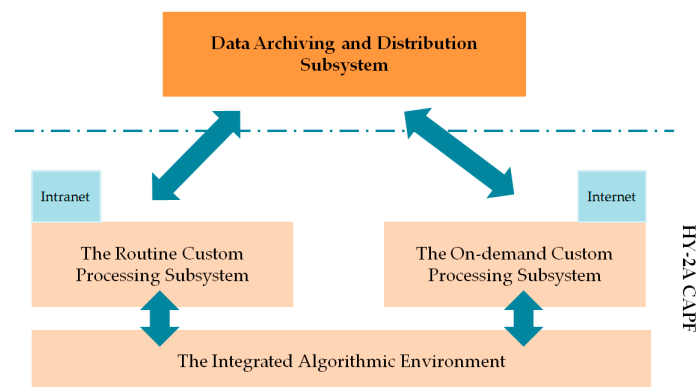 Data Archiving and Distribution
Subsystem
Intranet
Internet
The Routine Custom
Processing Subsystem
The On-demand Custom
Processing Subsystem
HY-2A CAPF
The Integrated Algorithmic Environment